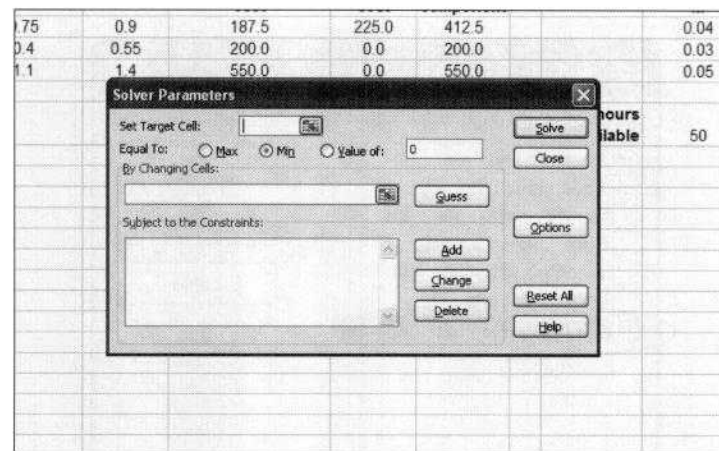 .75 0.9 187.5 225.0 412.5 0.04
0.4 0.55 200.0 0.0 200.0 0.03
1.1 1.4 550.0 0.0 550.0 0.05
Solver Parameters
hours
Set Target Cell: Solve
ilable 50
Equal To: Max Min Value of: 0
Close
By Changing Cells:
Guess
Subject to the Constraints:
Options
Add
Change
Reset All
Delete
Help